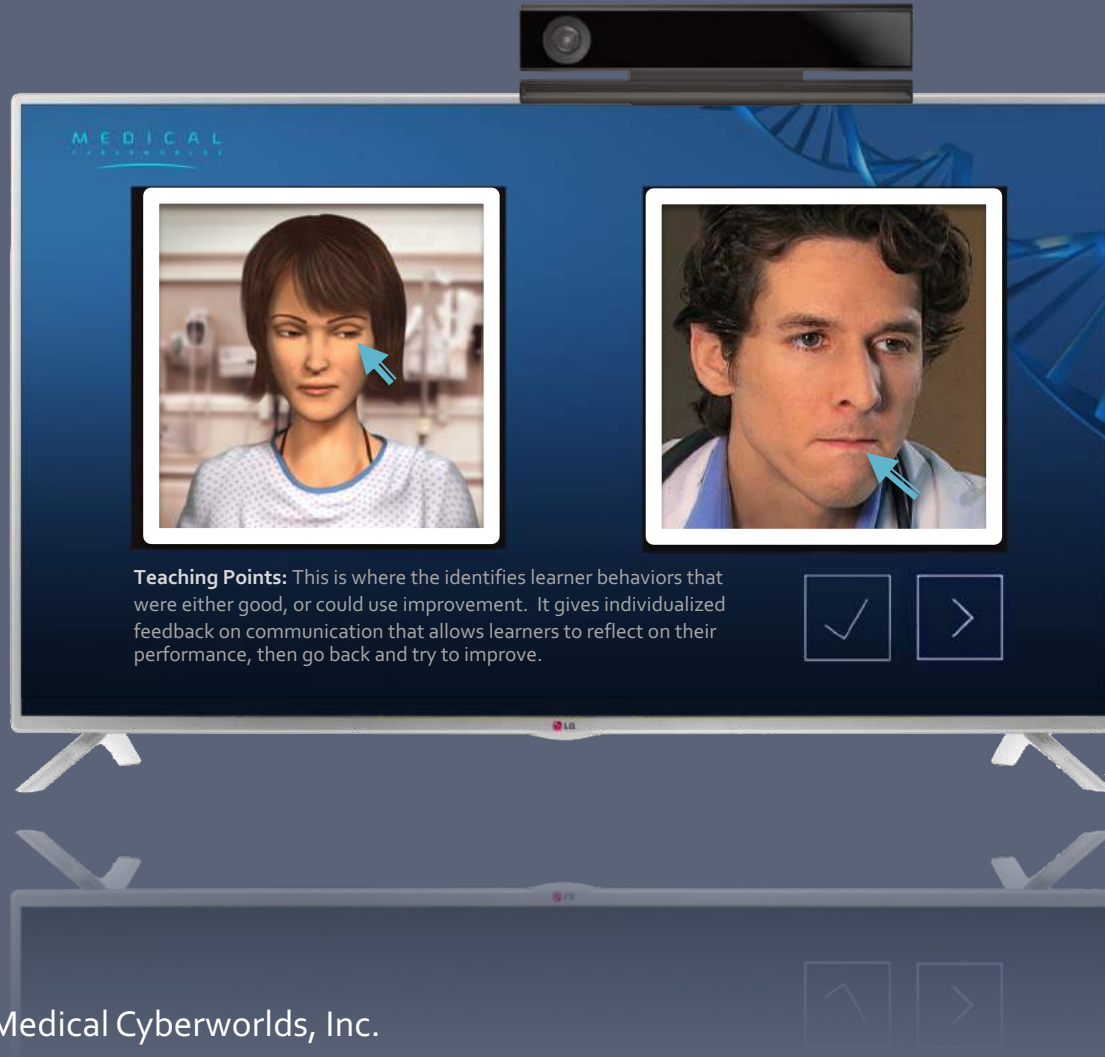 MEDICAL
CYBERWORLDS
Teaching Points: This is where the identifies learner behaviors that
were either good, or could use improvement.  It gives individualized
feedback on communication that allows learners to reflect on their
performance, then go back and try to improve.
LG
Medical Cyberworlds, Inc.